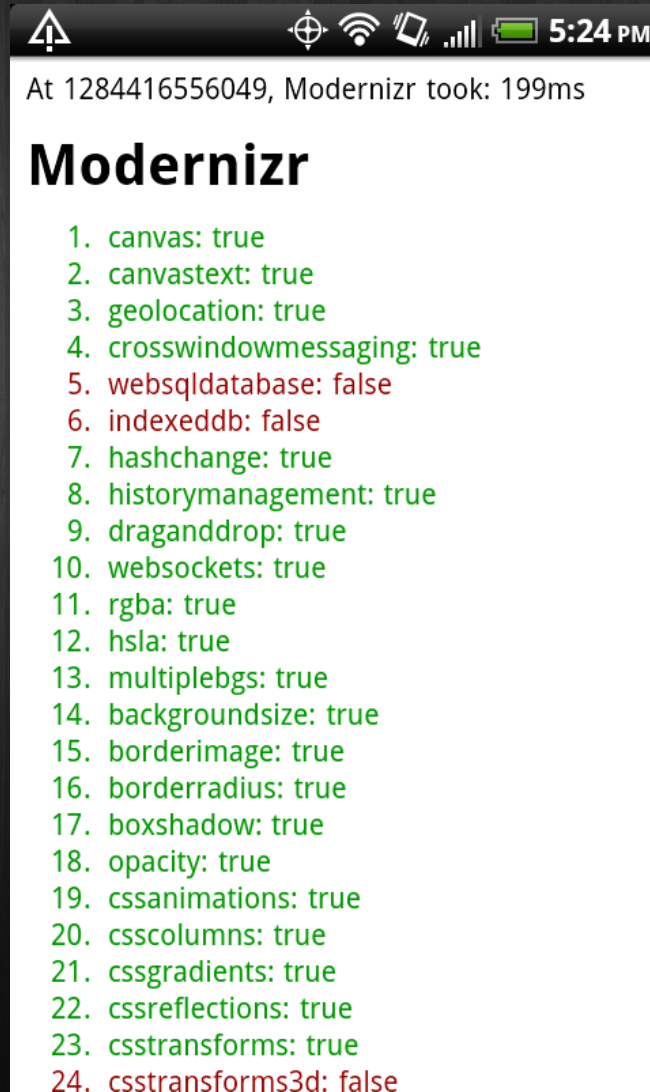 5:24 PM
At 1284416556049, Modernizr took: 199ms
Modernizr
1. canvas: true
2. canvastext: true
3. geolocation: true
4. crosswindowmessaging: true
5. websqldatabase: false
6. indexeddb: false
7. hashchange: true
8. historymanagement: true
9. draganddrop: true
10. websockets: true
11. rgba: true
12. hsla: true
13. multiplebgs: true
14. backgroundsize: true
15. borderimage: true
16. borderradius: true
17. boxshadow: true
18. opacity: true
19. cssanimations: true
20. csscolumns: true
21. cssgradients: true
22. cssreflections: true
23. csstransforms: true
24. csstransforms3d: false